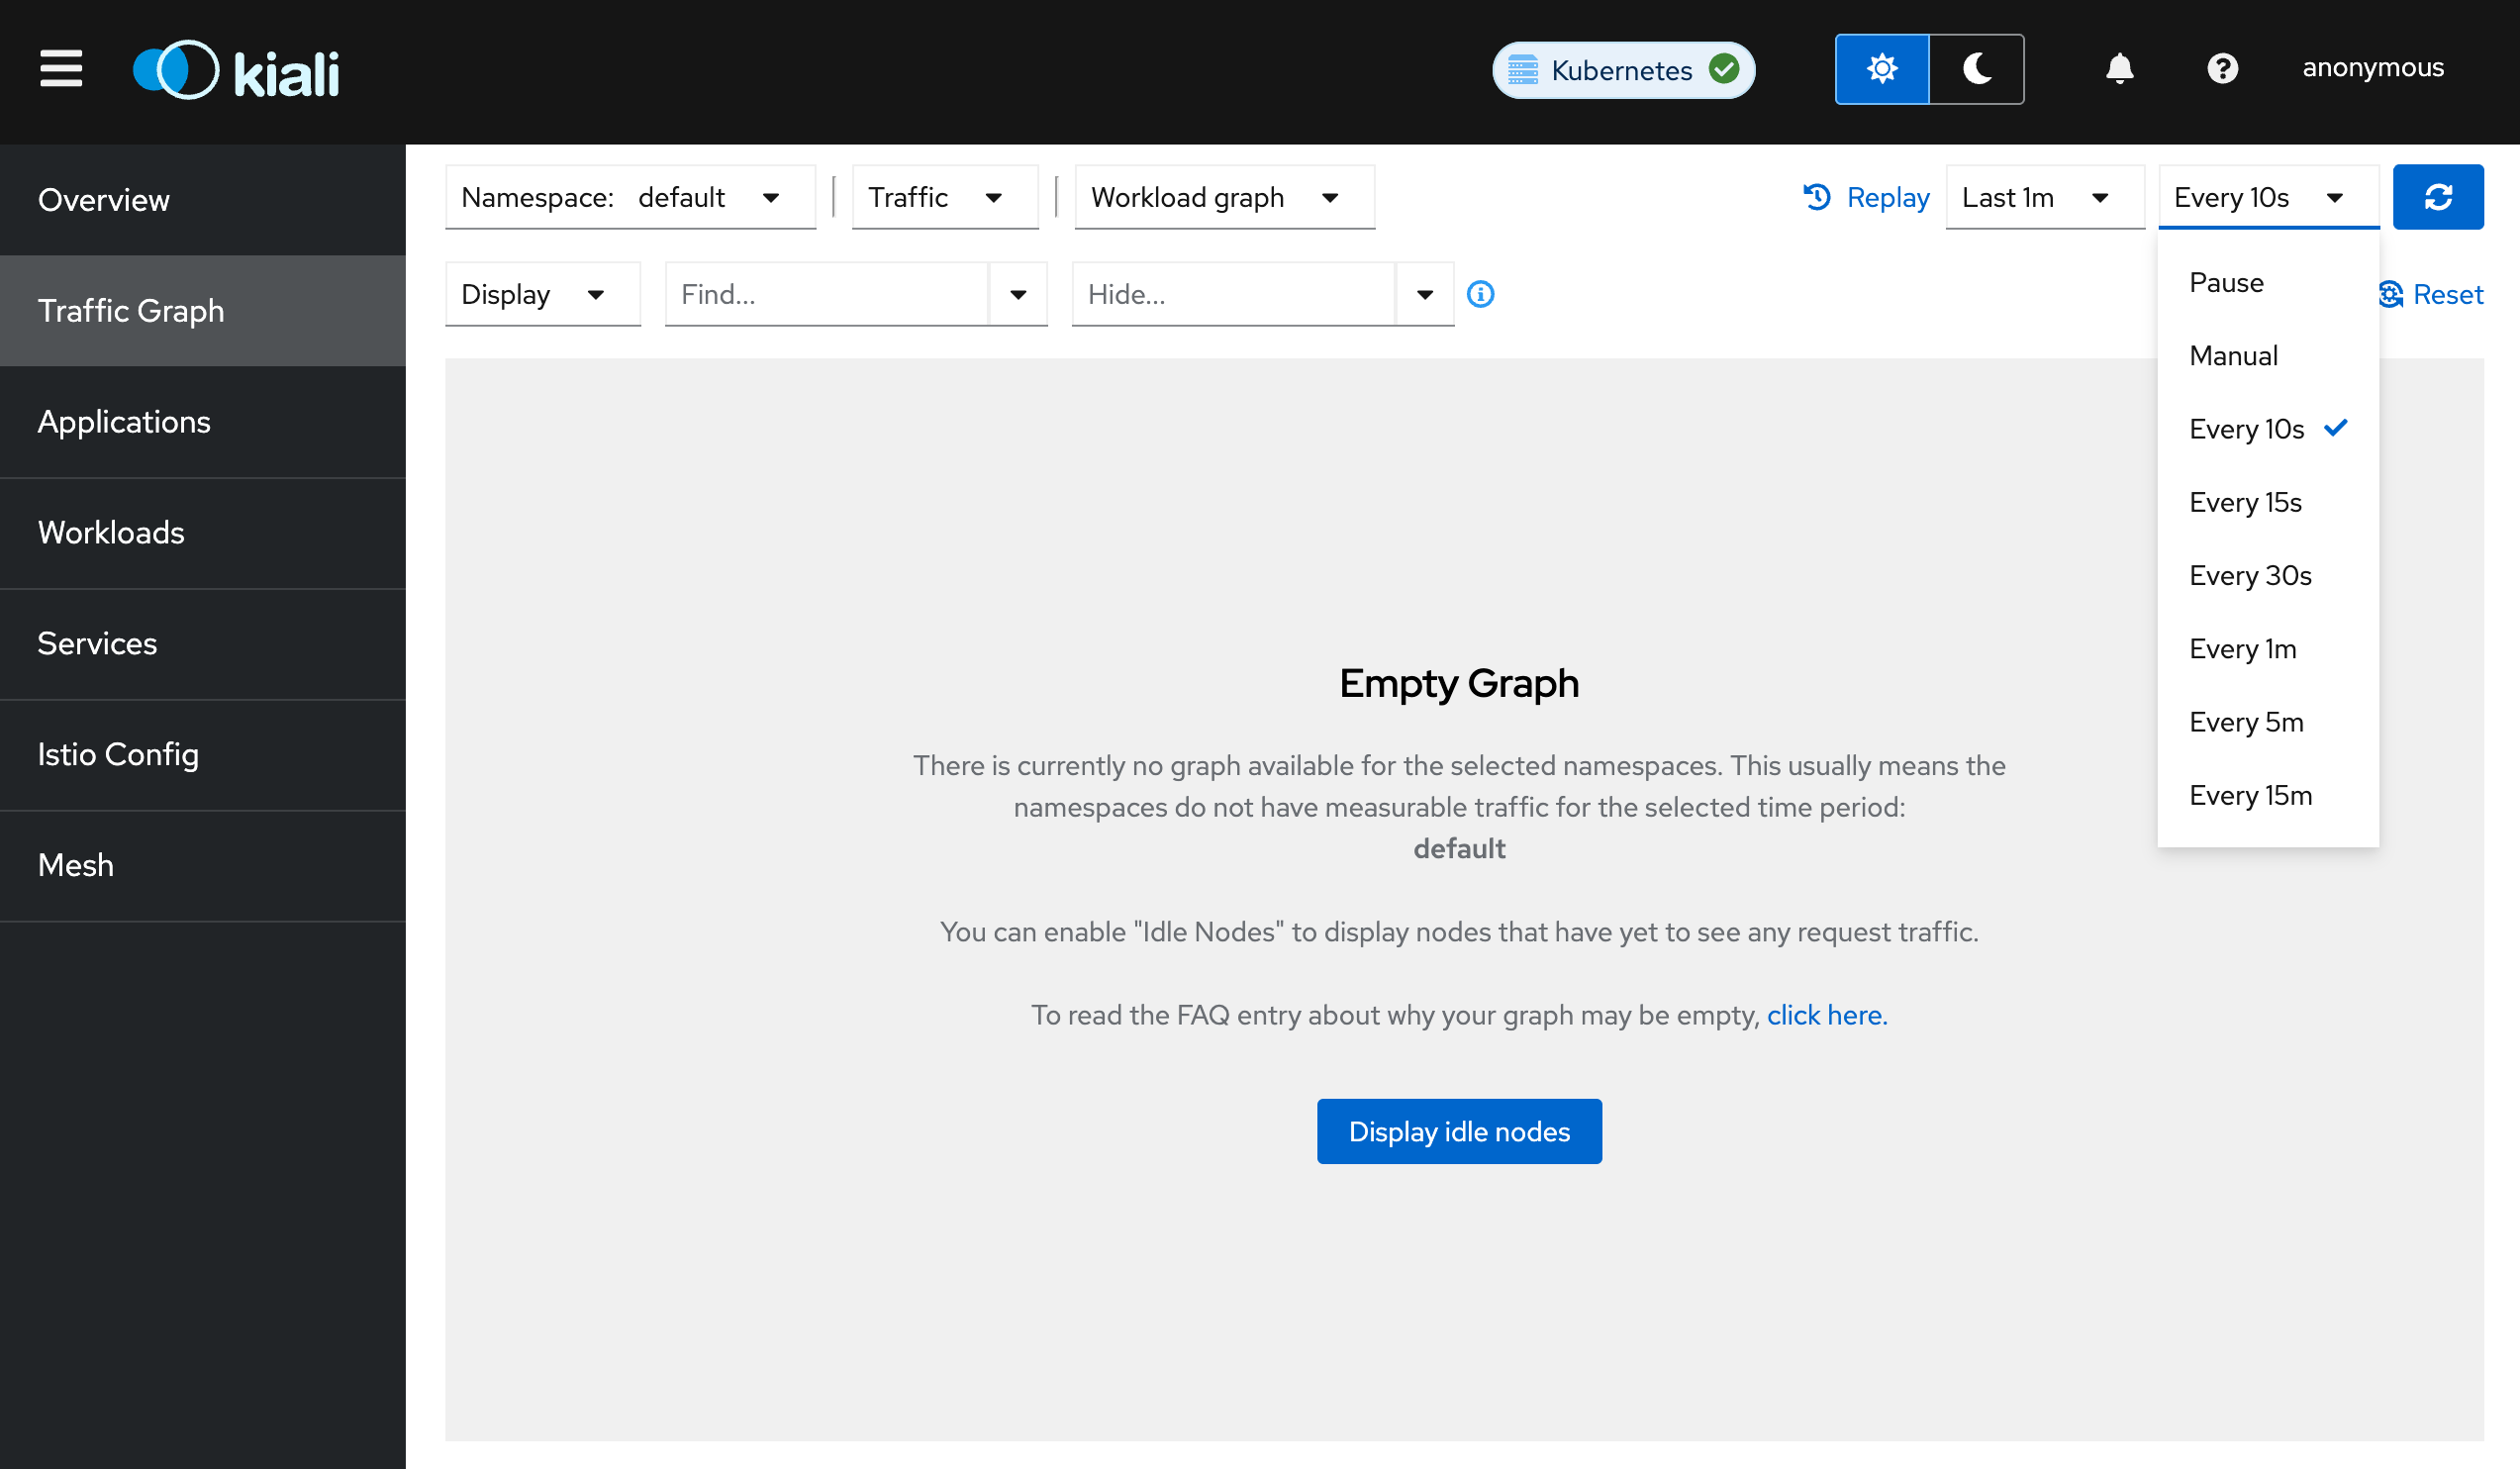 kiali
Kubernetes
anonymous
Overview
Traffic Graph
Applications
Workloads
Services
Istio Config
Mesh
Namespace: default
Traffic
Workload graph
Replay
Last 1m
Every 10s
Display
Find...
Hide...
Reset
Pause
Manual
Every 10s
Every 15s
Every 30s
Every 1m
Every 5m
Every 15m
Empty Graph
There is currently no graph available for the selected namespaces. This usually means the
namespaces do not have measurable traffic for the selected time period:
default
You can enable "Idle Nodes" to display nodes that have yet to see any request traffic.
To read the FAQ entry about why your graph may be empty, click here.
Display idle nodes